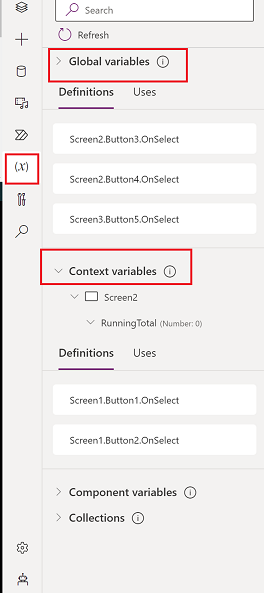 Search
Refresh
Global variables
Definitions Uses
Screen2.Button3.OnSelect
Screen2.Button4.OnSelect
Screen3.Button5.OnSelect
(x)
Context variables
Screen2
RunningTotal (Number: 0)
Definitions Uses
Screen1.Button1.OnSelect
Screen1.Button2.OnSelect
Component variables
Collections